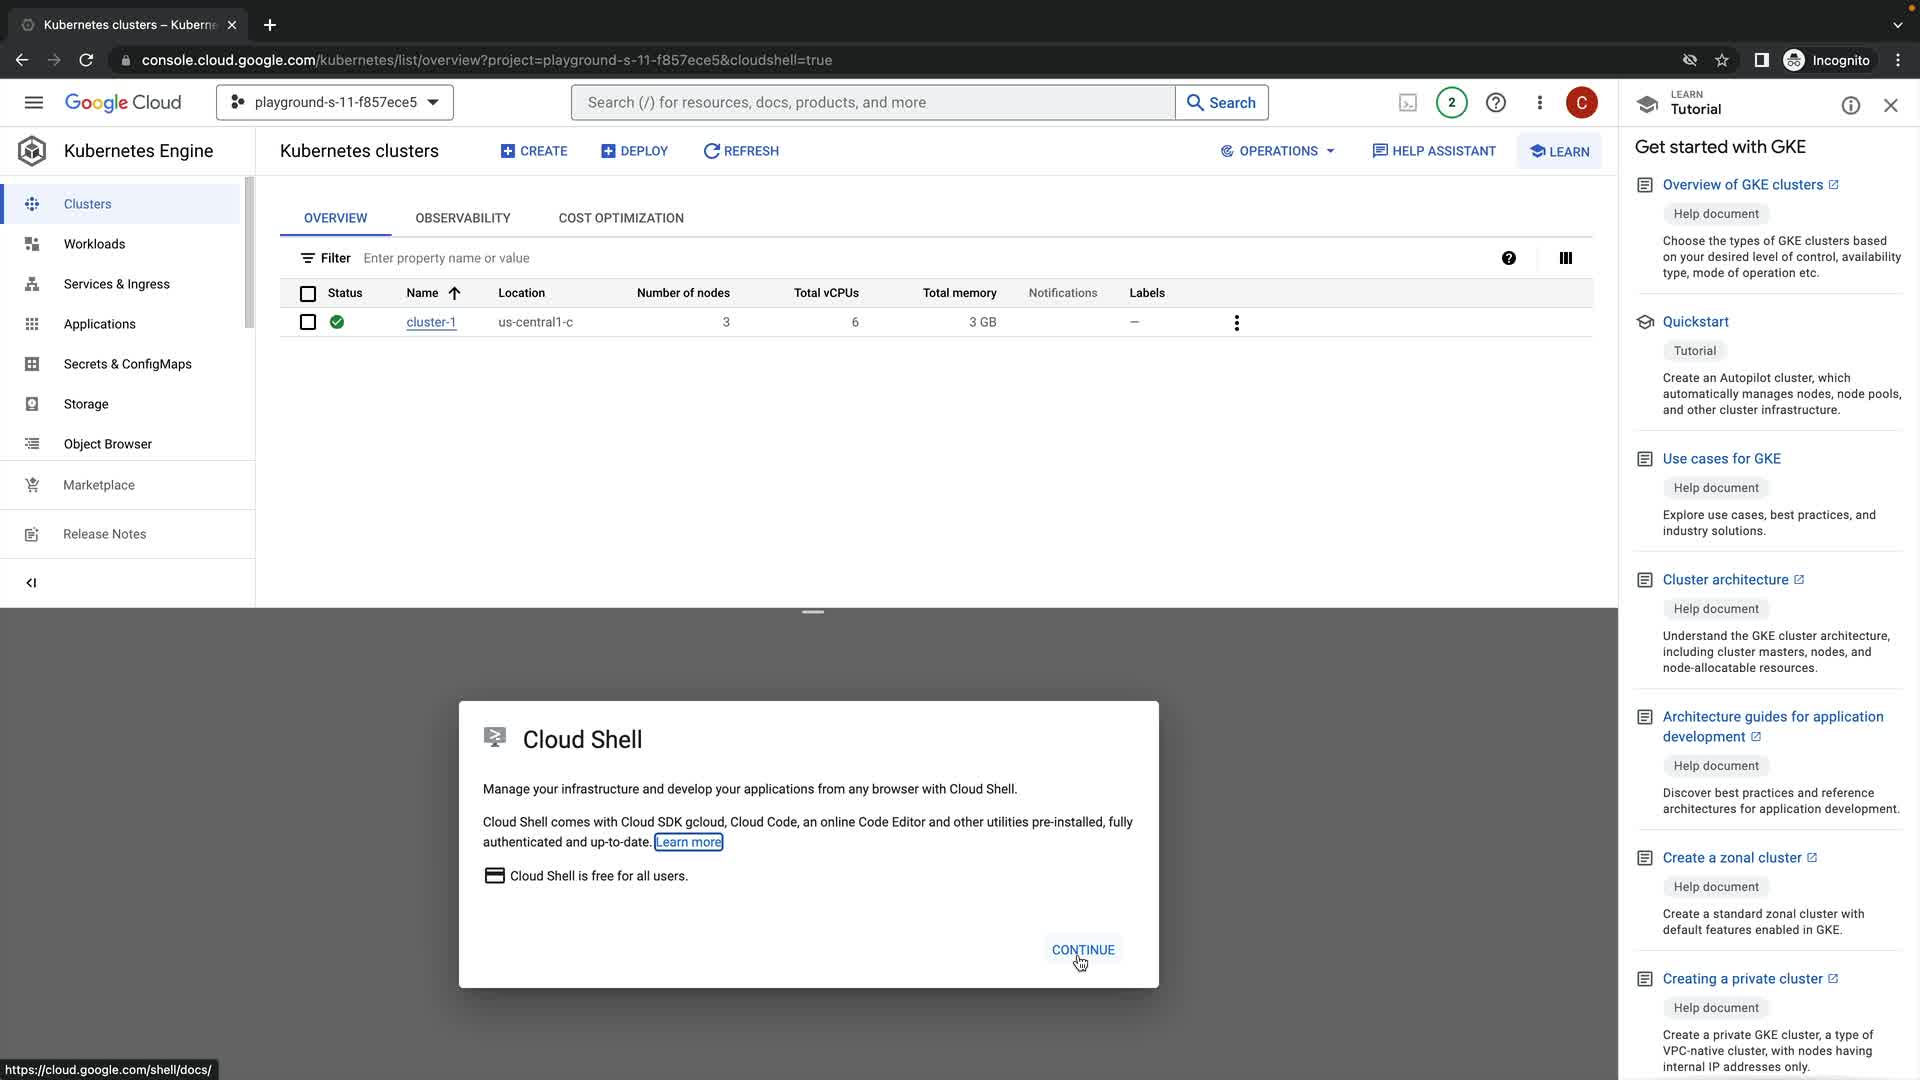 Kubernetes clusters – Kuberne
console.cloud.google.com/kubernetes/list/overview?project=playground-s-11-f857ece5&cloudshell=true
Incognito
Google Cloud
playground-s-11-f857ece5
Search (/) for resources, docs, products, and more
Search
2
C
LEARN
Tutorial
Kubernetes Engine
Kubernetes clusters
CREATE
DEPLOY
REFRESH
OPERATIONS
HELP ASSISTANT
LEARN
Clusters
Workloads
Services & Ingress
Applications
Secrets & ConfigMaps
Storage
Object Browser
Marketplace
Release Notes
OVERVIEW
OBSERVABILITY
COST OPTIMIZATION
Filter
Enter property name or value
Status Name Location Number of nodes Total vCPUs Total memory Notifications Labels
cluster-1 us-central1-c 3 6 3 GB –
Cloud Shell
Manage your infrastructure and develop your applications from any browser with Cloud Shell.
Cloud Shell comes with Cloud SDK gcloud, Cloud Code, an online Code Editor and other utilities pre-installed, fully
authenticated and up-to-date. Learn more
Cloud Shell is free for all users.
CONTINUE
Get started with GKE
Overview of GKE clusters
Help document
Choose the types of GKE clusters based
on your desired level of control, availability
type, mode of operation etc.
Quickstart
Tutorial
Create an Autopilot cluster, which
automatically manages nodes, node pools,
and other cluster infrastructure.
Use cases for GKE
Help document
Explore use cases, best practices, and
industry solutions.
Cluster architecture
Help document
Understand the GKE cluster architecture,
including cluster masters, nodes, and
node-allocatable resources.
Architecture guides for application
development
Help document
Discover best practices and reference
architectures for application development.
Create a zonal cluster
Help document
Create a standard zonal cluster with
default features enabled in GKE.
Creating a private cluster
Help document
Create a private GKE cluster, a type of
VPC-native cluster, with nodes having
internal IP addresses only.
https://cloud.google.com/shell/docs/